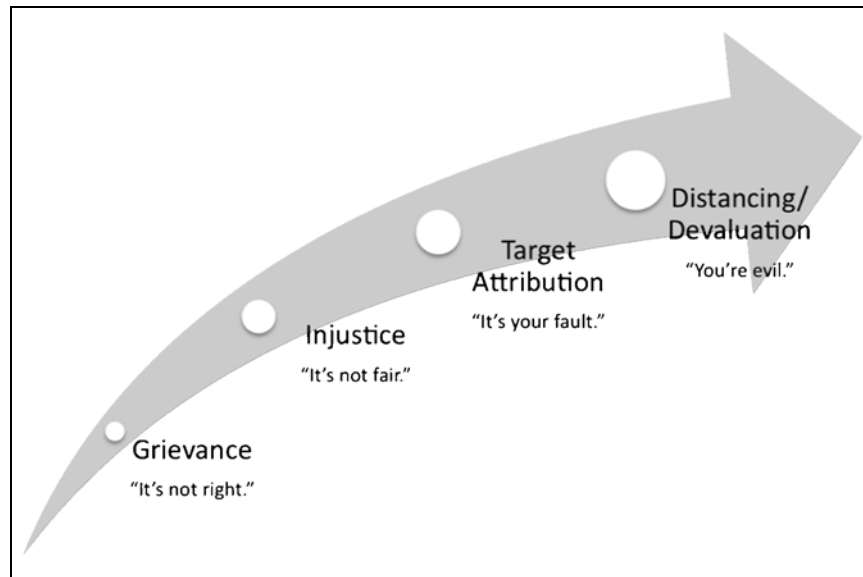 Grievance
“It’s not right.”
Injustice
“It’s not fair.”
Target
Attribution
“It’s your fault.”
Distancing/
Devaluation
“You’re evil.”